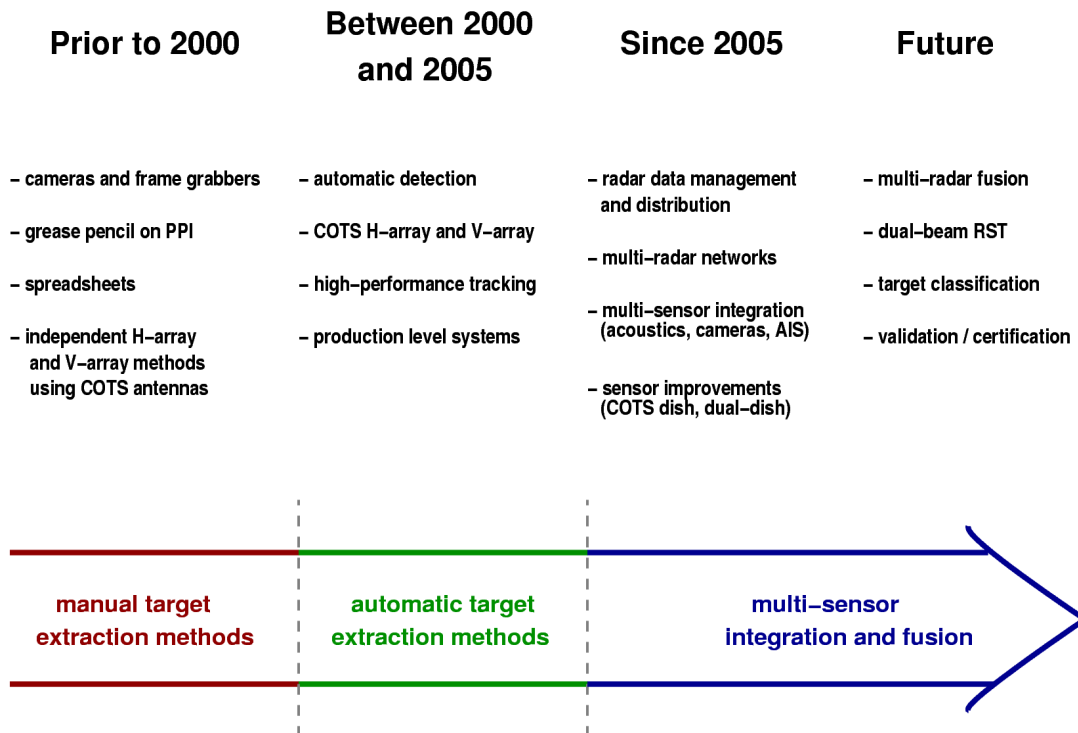 Prior to 2000
Between 2000
and 2005
Since 2005
Future
– cameras and frame grabbers
– grease pencil on PPI
– spreadsheets
– independent H–array
and V–array methods
using COTS antennas
– automatic detection
– COTS H–array and V–array
– high–performance tracking
– production level systems
– radar data management
and distribution
– multi–radar networks
– multi–sensor integration
(acoustics, cameras, AIS)
– sensor improvements
(COTS dish, dual–dish)
– multi–radar fusion
– dual–beam RST
– target classification
– validation / certification
manual target
extraction methods
automatic target
extraction methods
multi–sensor
integration and fusion